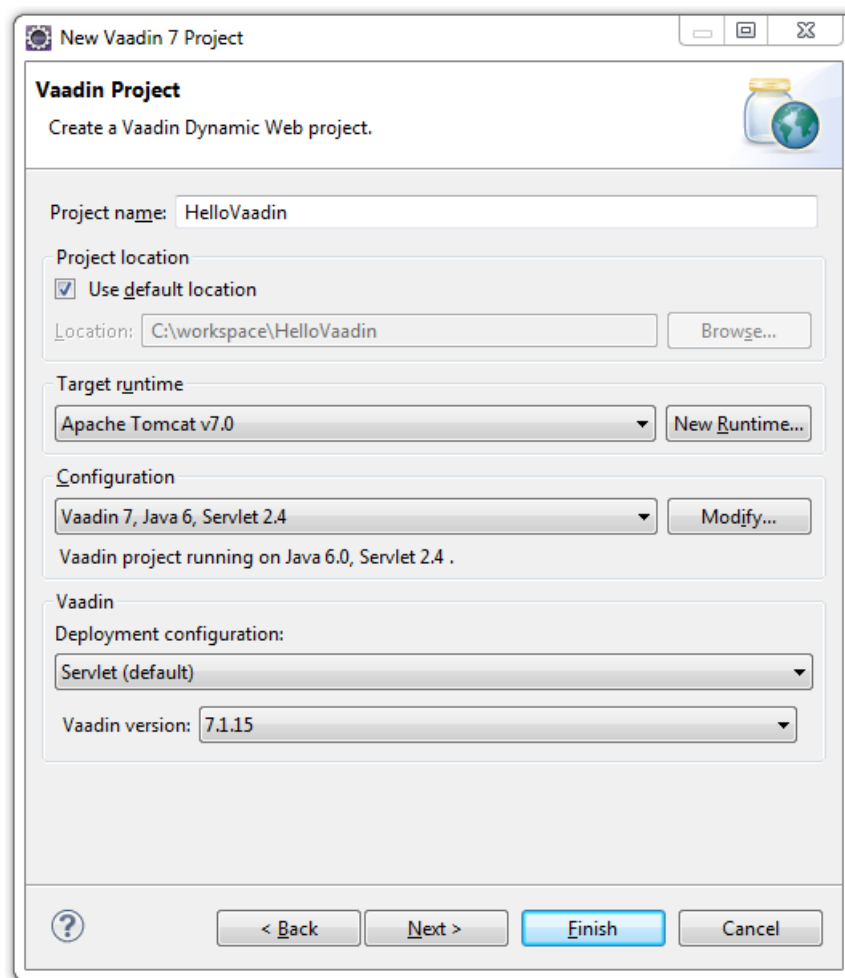 New Vaadin 7 Project
Vaadin Project
Create a Vaadin Dynamic Web project.
Project name: HelloVaadin
Project location
Use default location
Location: C:\workspace\HelloVaadin Browse...
Target runtime
Apache Tomcat v7.0 New Runtime...
Configuration
Vaadin 7, Java 6, Servlet 2.4 Modify...
Vaadin project running on Java 6.0, Servlet 2.4 .
Vaadin
Deployment configuration:
Servlet (default)
Vaadin version: 7.1.15
? < Back Next > Finish Cancel